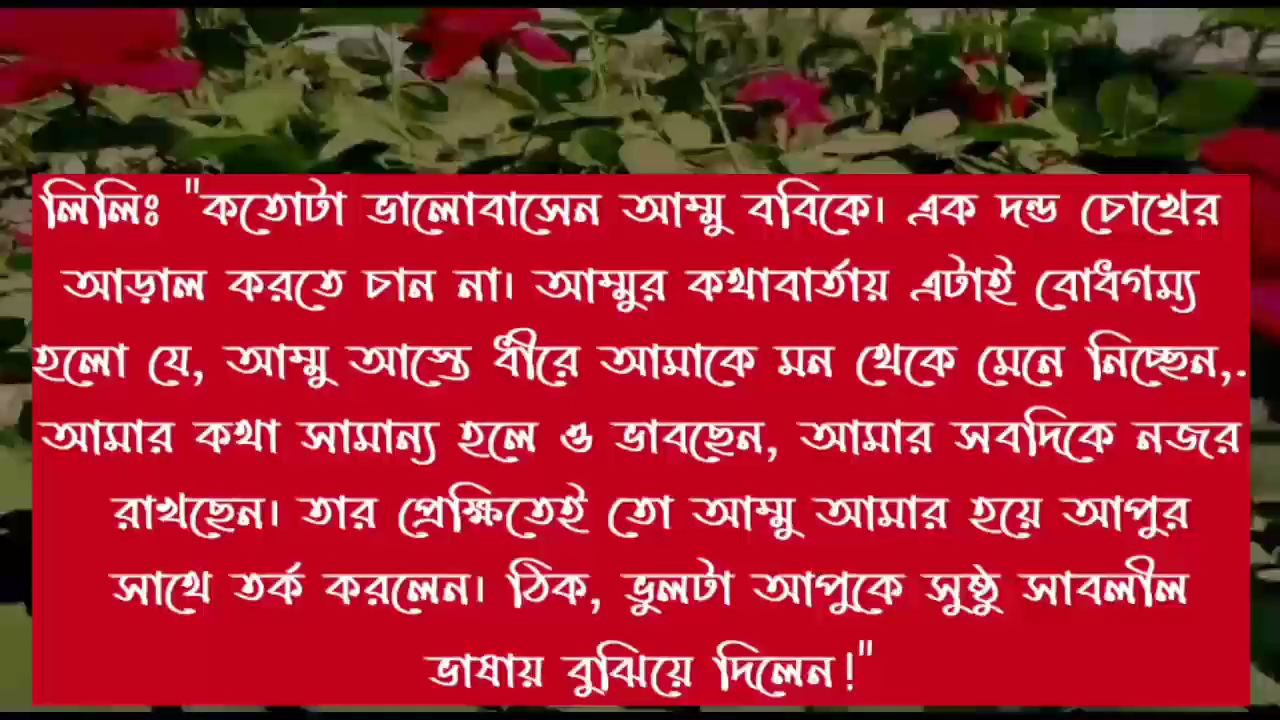 লিলিঃ "কতোটা ভালোবাসেন আম্মু ববিকে। এক দন্ড চোখের
আড়াল করতে চান না। আম্মুর কথাবার্তায় এটাই বোধগম্য
হলো যে, আম্মু আস্তে ধীরে আমাকে মন থেকে মেনে নিচ্ছেন,.
আমার কথা সামান্য হলে ও ভাবছেন, আমার সবদিকে নজর
রাখছেন। তার প্রেক্ষিতেই তো আম্মু আমার হয়ে আপুর
সাথে তর্ক করলেন। ঠিক, ভুলটা আপুকে সুষ্ঠু সাবলীল
ভাষায় বুঝিয়ে দিলেন!"